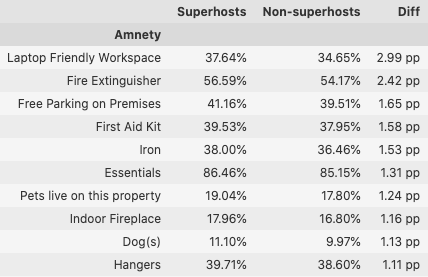 Superhosts Non-superhosts Diff
Amnety
Laptop Friendly Workspace 37.64% 34.65% 2.99 pp
Fire Extinguisher 56.59% 54.17% 2.42 pp
Free Parking on Premises 41.16% 39.51% 1.65 pp
First Aid Kit 39.53% 37.95% 1.58 pp
Iron 38.00% 36.46% 1.53 pp
Essentials 86.46% 85.15% 1.31 pp
Pets live on this property 19.04% 17.80% 1.24 pp
Indoor Fireplace 17.96% 16.80% 1.16 pp
Dog(s) 11.10% 9.97% 1.13 pp
Hangers 39.71% 38.60% 1.11 pp